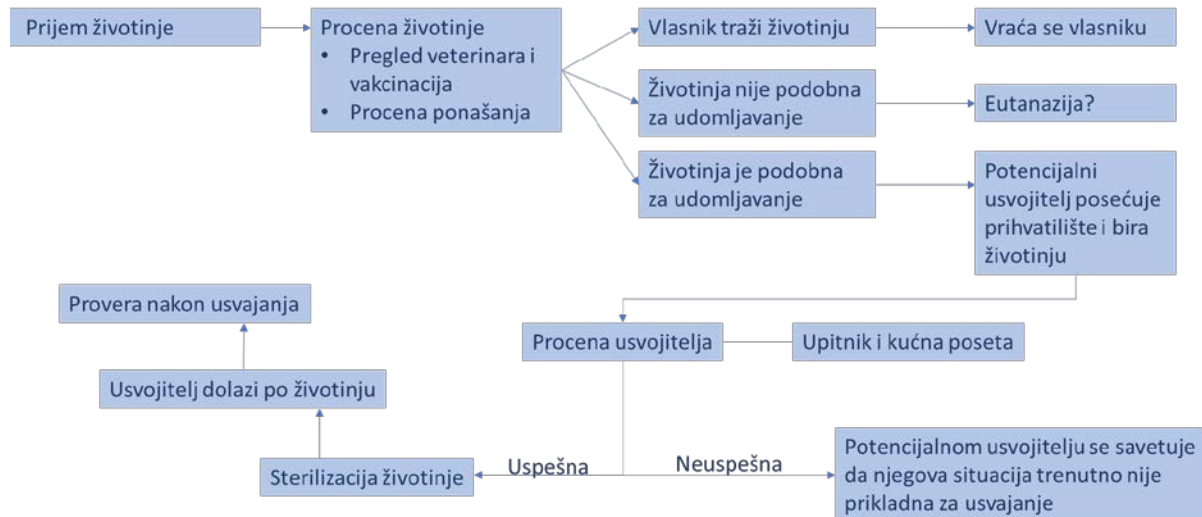 Prijem životinje
Procena životinje
• Pregled veterinara i
vakcinacija
• Procena ponašanja
Vlasnik traži životinju
Vraća se vlasniku
Životinja nije podobna
za udomljavanje
Eutanazija?
Životinja je podobna
za udomljavanje
Potencijalni
usvojitelj posećuje
prihvatilište i bira
životinju
Procena usvojitelja
Upitnik i kućna poseta
Uspešna
Neuspešna
Potencijalnom usvojitelju se savetuje
da njegova situacija trenutno nije
prikladna za usvajanje
Sterilizacija životinje
Usvojitelj dolazi po životinju
Provera nakon usvajanja